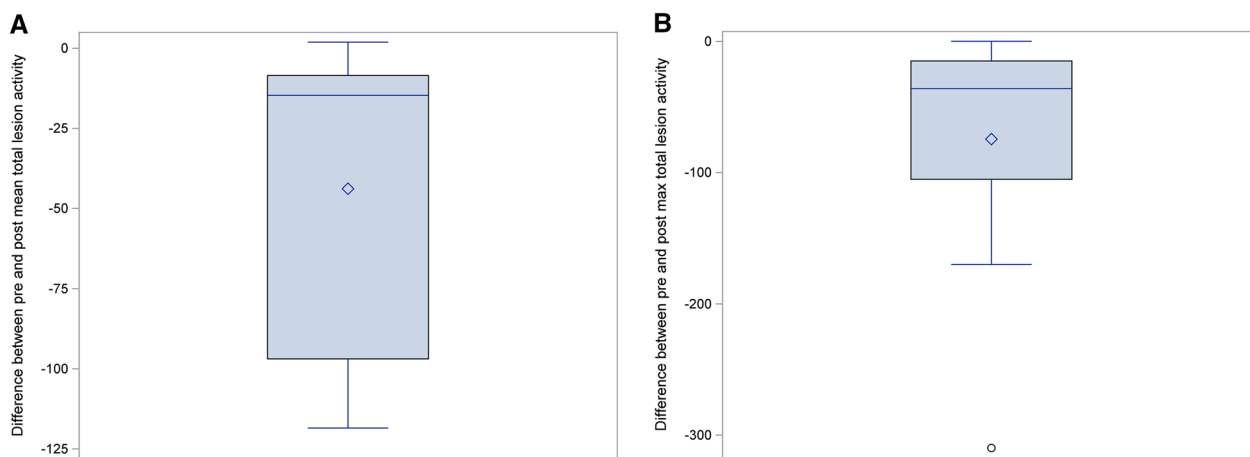 A
Difference between pre and post mean total lesion activity
0
-25
-50
-75
-100
-125
B
Difference between pre and post max total lesion activity
0
-100
-200
-300